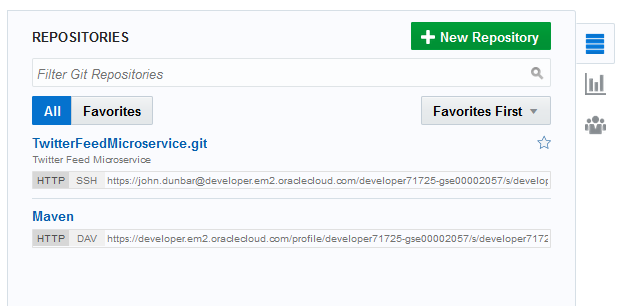 REPOSITORIES
New Repository
Filter Git Repositories
All Favorites Favorites First
TwitterFeedMicroservice.git
Twitter Feed Microservice
HTTP SSH https://john.dunbar@developer.em2.oraclecloud.com/developer71725-gse00002057/s/develop
Maven
HTTP DAV https://developer.em2.oraclecloud.com/profile/developer71725-gse00002057/s/developer7172